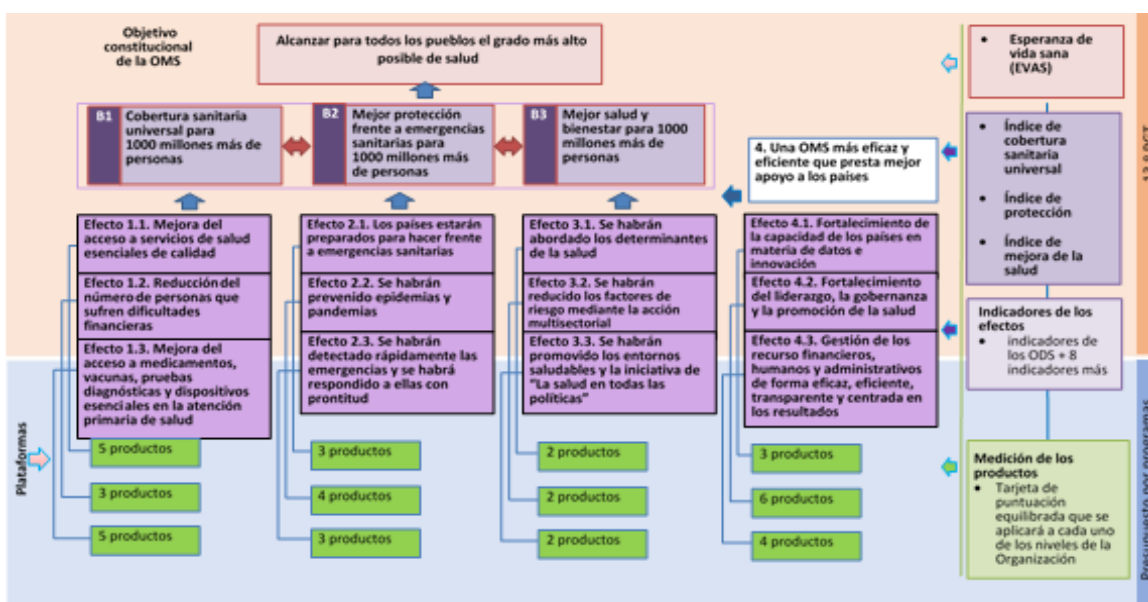 Objetivo
constitucional
de la OMS
Alcanzar para todos los pueblos el grado más alto
posible de salud
B1
Cobertura sanitaria
universal para
1000 millones más de
personas
B2
Mejor protección
frente a emergencias
sanitarias para
1000 millones más
de personas
B3
Mejor salud y
bienestar para 1000
millones más de
personas
4. Una OMS más eficaz y
eficiente que presta mejor
apoyo a los países
Efecto 1.1. Mejora del
acceso a servicios de salud
esenciales de calidad
Efecto 1.2. Reducción del
número de personas que
sufren dificultades
financieras
Efecto 1.3. Mejora del
acceso a medicamentos,
vacunas, pruebas
diagnósticas y dispositivos
esenciales en la atención
primaria de salud
5 productos
3 productos
5 productos
Efecto 2.1. Los países estarán
preparados para hacer frente
a emergencias sanitarias
Efecto 2.2. Se habrán
prevenido epidemias y
pandemias
Efecto 2.3. Se habrán
detectado rápidamente las
emergencias y se habrá
respondido a ellas con
prontitud
3 productos
4 productos
3 productos
Efecto 3.1. Se habrán
abordado los determinantes
de la salud
Efecto 3.2. Se habrán
reducido los factores de
riesgo mediante la acción
multisectorial
Efecto 3.3. Se habrán
promovido los entornos
saludables y la iniciativa de
"La salud en todas las
políticas"
2 productos
2 productos
2 productos
Efecto 4.1. Fortalecimiento de
la capacidad de los países en
materia de datos e
innovación
Efecto 4.2. Fortalecimiento
del liderazgo, la gobernanza
y la promoción de la salud
Efecto 4.3. Gestión de los
recurso financieros,
humanos y administrativos
de forma eficaz, eficiente,
transparente y centrada en
los resultados
3 productos
6 productos
4 productos
• Esperanza de
vida sana
(EVAS)
• Índice de
cobertura
sanitaria
universal
• Índice de
protección
• Índice de
mejora de la
salud
Indicadores de los
efectos
• indicadores de
los ODS + 8
indicadores más
Medición de los
productos
• Tarjeta de
puntuación
equilibrada que se
aplicará a cada uno
de los niveles de la
Organización
Plataformas
Presupuesto por programas